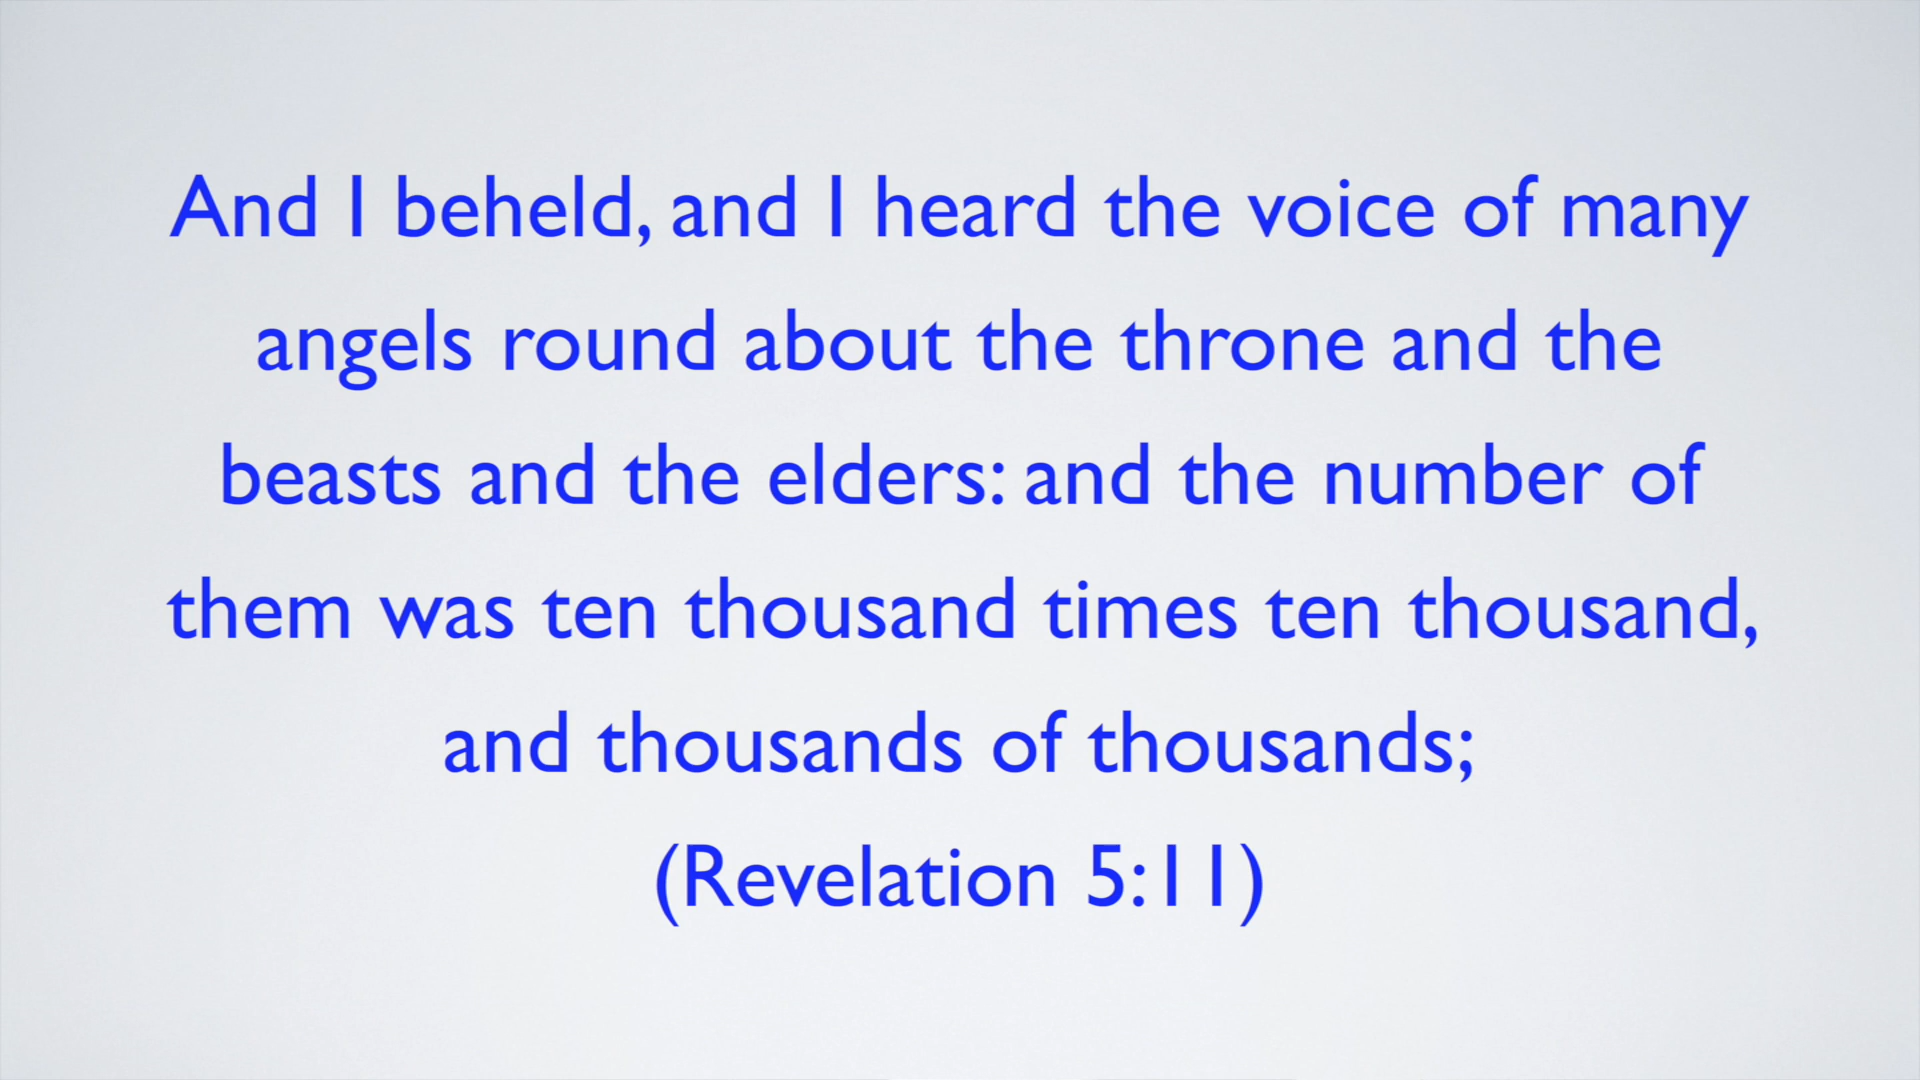 And I beheld, and I heard the voice of many
angels round about the throne and the
beasts and the elders: and the number of
them was ten thousand times ten thousand,
and thousands of thousands;
(Revelation 5:11)